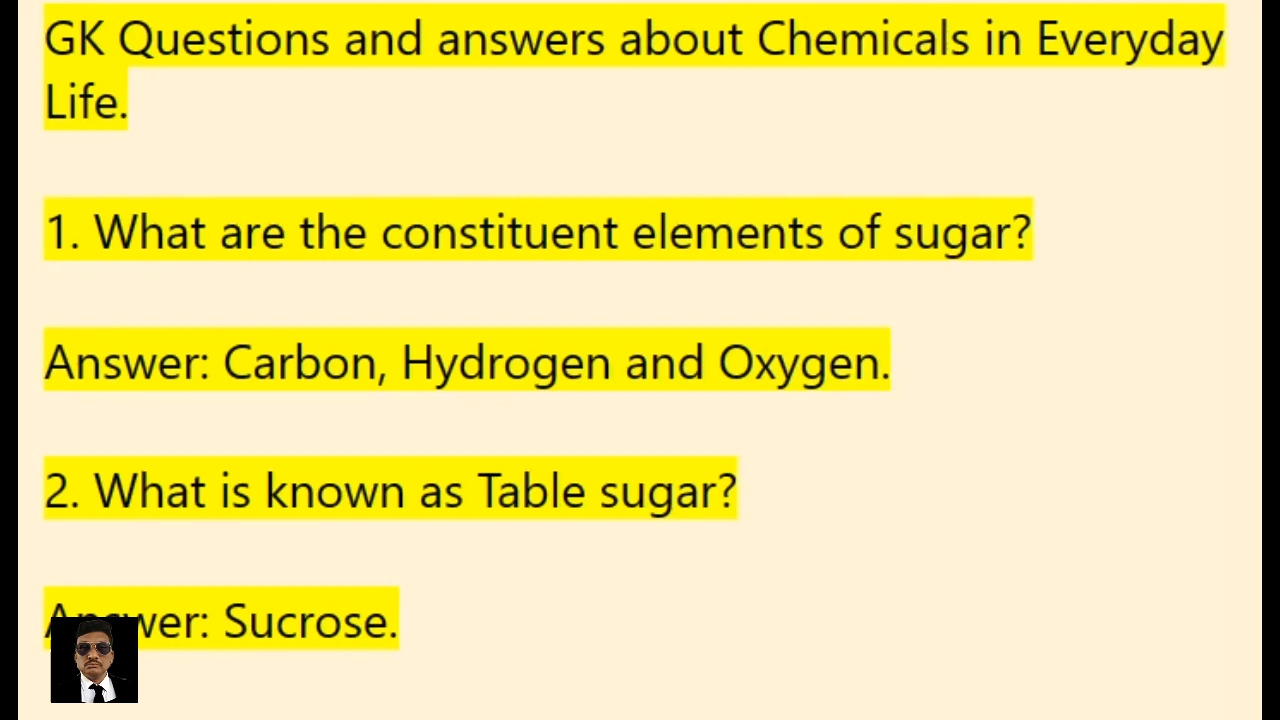 GK Questions and answers about Chemicals in Everyday
Life.
1. What are the constituent elements of sugar?
Answer: Carbon, Hydrogen and Oxygen.
2. What is known as Table sugar?
Answer: Sucrose.